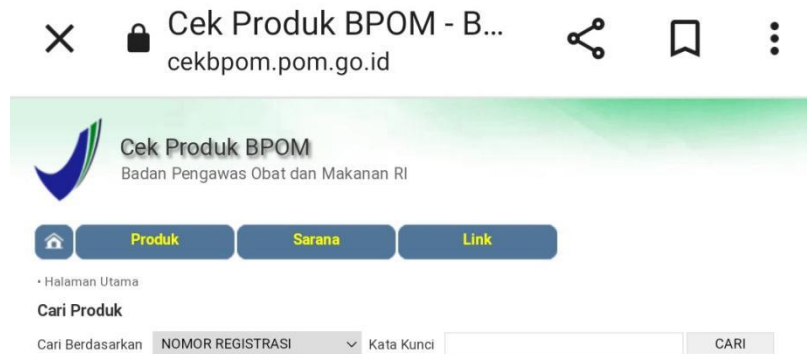 Cek Produk BPOM - B...
cekbpom.pom.go.id
Cek Produk BPOM
Badan Pengawas Obat dan Makanan RI
Produk Sarana Link
• Halaman Utama
Cari Produk
Cari Berdasarkan NOMOR REGISTRASI Kata Kunci CARI